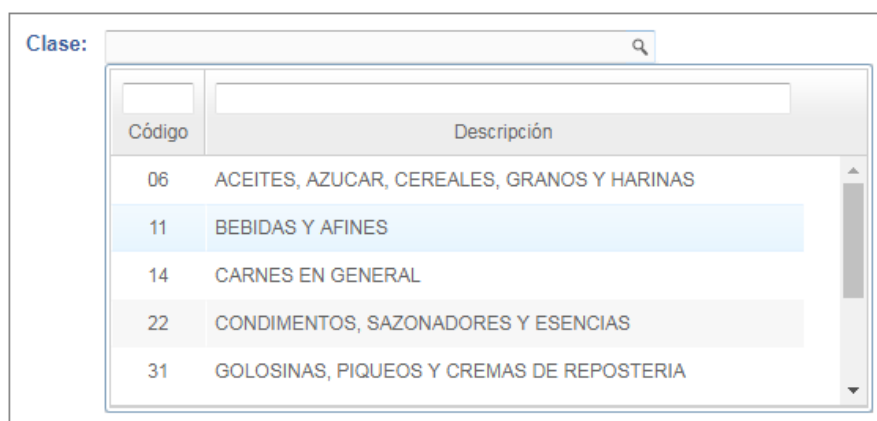 Clase:
Código Descripción
06 ACEITES, AZUCAR, CEREALES, GRANOS Y HARINAS
11 BEBIDAS Y AFINES
14 CARNES EN GENERAL
22 CONDIMENTOS, SAZONADORES Y ESENCIAS
31 GOLOSINAS, PIQUEOS Y CREMAS DE REPOSTERIA